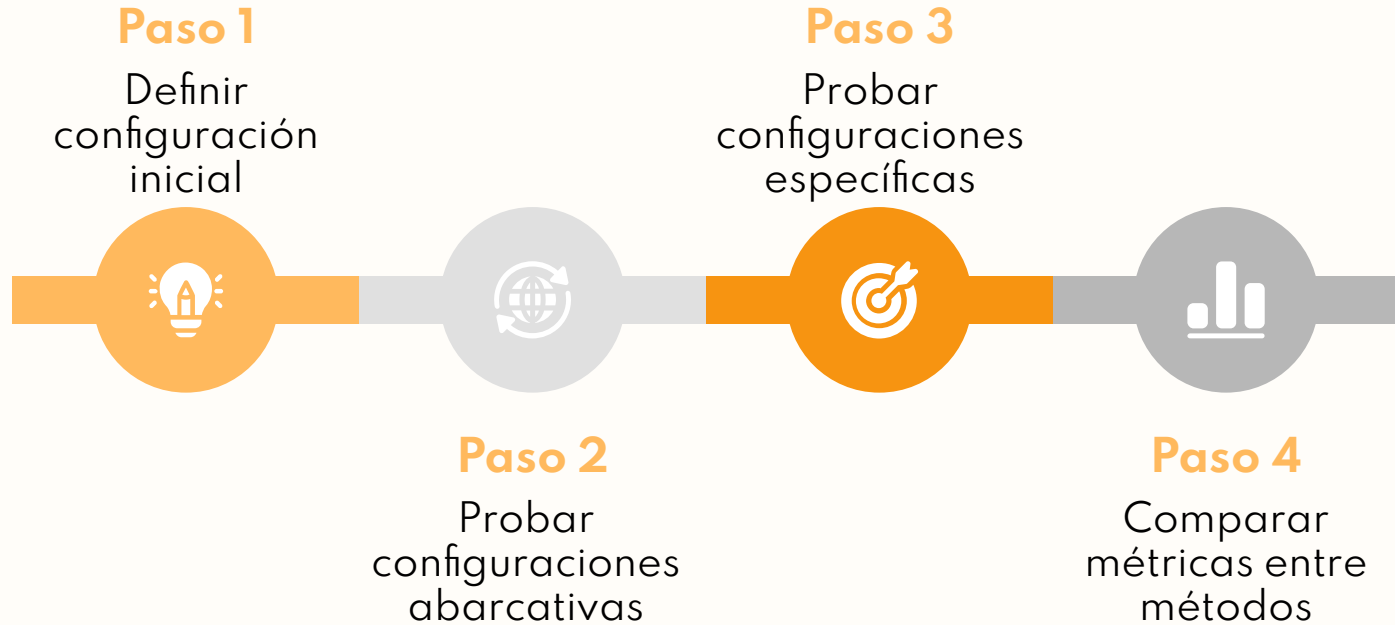 Paso 1
Definir
configuración
inicial
Paso 2
Probar
configuraciones
abarcativas
Paso 3
Probar
configuraciones
específicas
Paso 4
Comparar
métricas entre
métodos